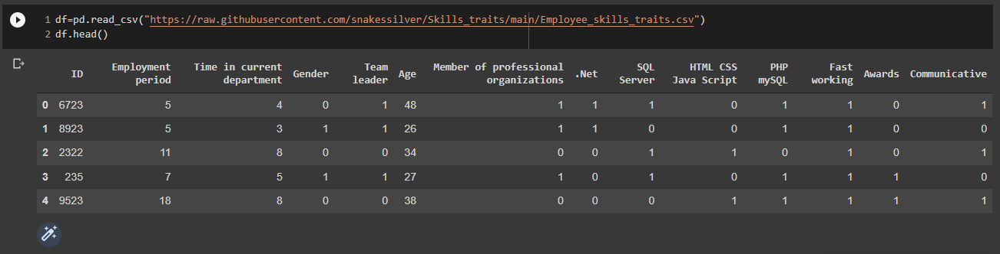 1 df=pd.read_csv("https://raw.githubusercontent.com/snakessilver/Skills_traits/main/Employee_skills_traits.csv")
2 df.head()
ID Employment period Time in current department Gender Team leader Age Member of professional organizations .Net SQL Server HTML CSS Java Script PHP mySQL Fast working Awards Communicative
0 6723 5 4 0 1 48 1 1 1 0 1 1 0 1
1 8923 5 3 1 1 26 1 1 0 0 1 1 0 0
2 2322 11 8 0 0 34 0 0 1 1 0 1 0 1
3 235 7 5 1 1 27 1 0 1 0 1 1 1 0
4 9523 18 8 0 0 38 0 0 0 1 1 1 1 1